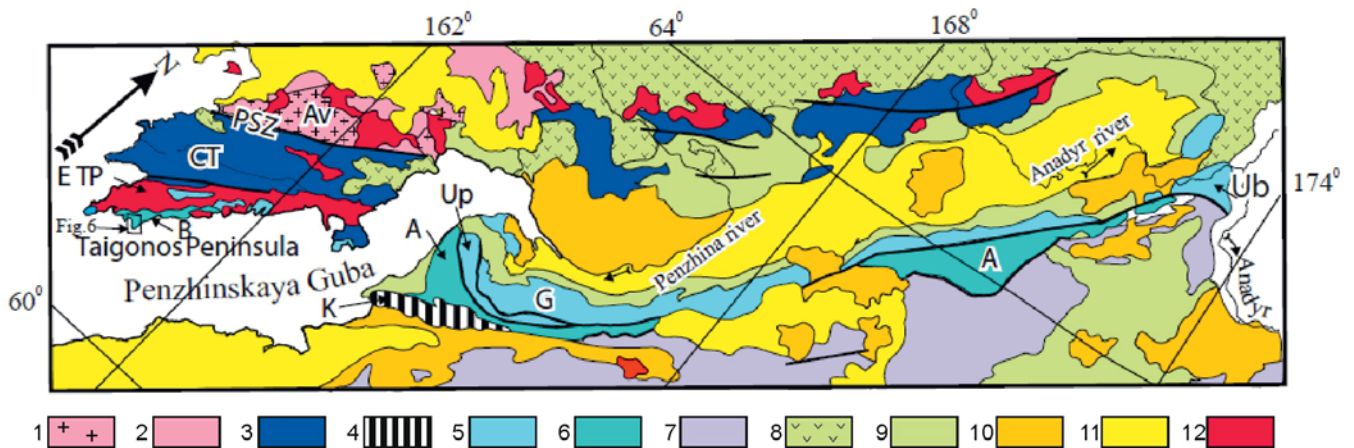 162⁰ 64⁰ 168⁰
N
Av
PSZ
CT
E TP
Up
Anadyr river
Ub
174⁰
Fig.6 B
Taigonos Peninsula
A
Penzhina river
A
Penzhinskaya Guba
G
Anadyr
K
60⁰
1 2 3 4 5 6 7 8 9 10 11 12